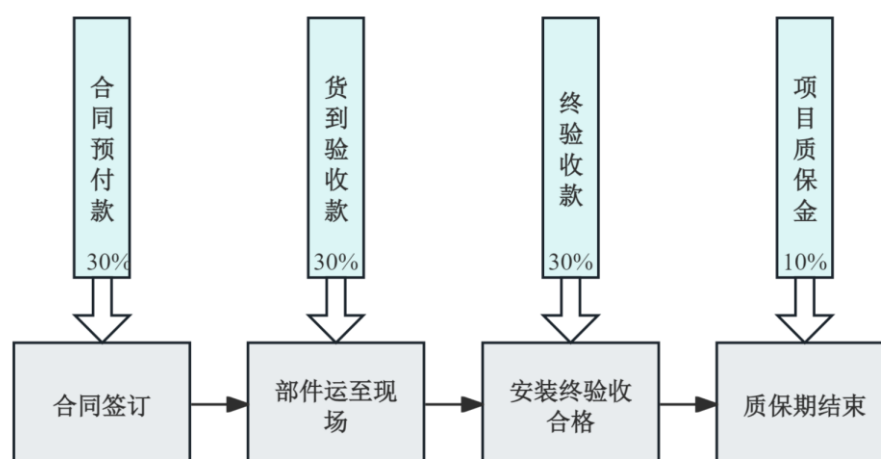 合同预付款
30%
货到验收款
30%
终验收款
30%
项目质保金
10%
合同签订
部件运至现
场
安装终验收
合格
质保期结束